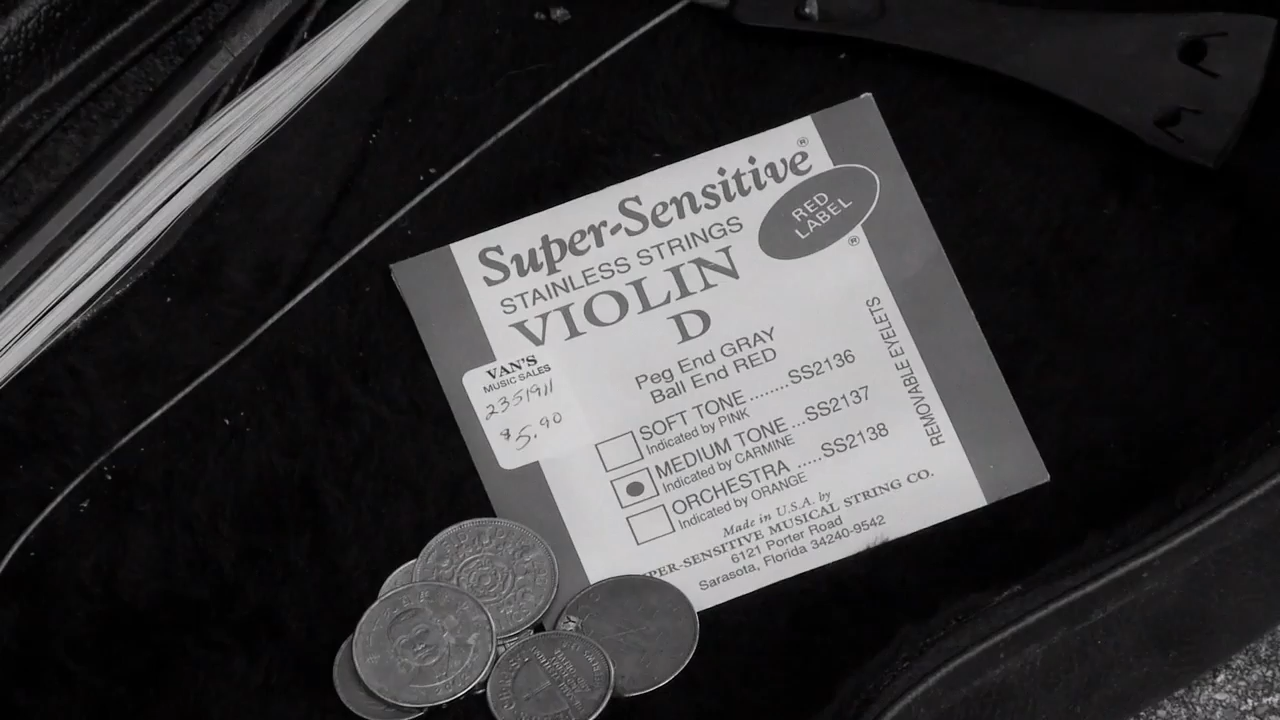 Super-Sensitive®
RED
LABEL
®
STAINLESS STRINGS
VIOLIN
D
Peg End GRAY
Ball End RED
VAN'S
MUSIC SALES
2351911
$5.90
REMOVABLE EYELETS
SOFT TONE ........SS2136
Indicated by PINK
MEDIUM TONE ...SS2137
Indicated by CARMINE
ORCHESTRA .....SS2138
Indicated by ORANGE
Made in U.S.A. by
PER-SENSITIVE MUSICAL STRING CO.
6121 Porter Road
Sarasota, Florida 34240-9542